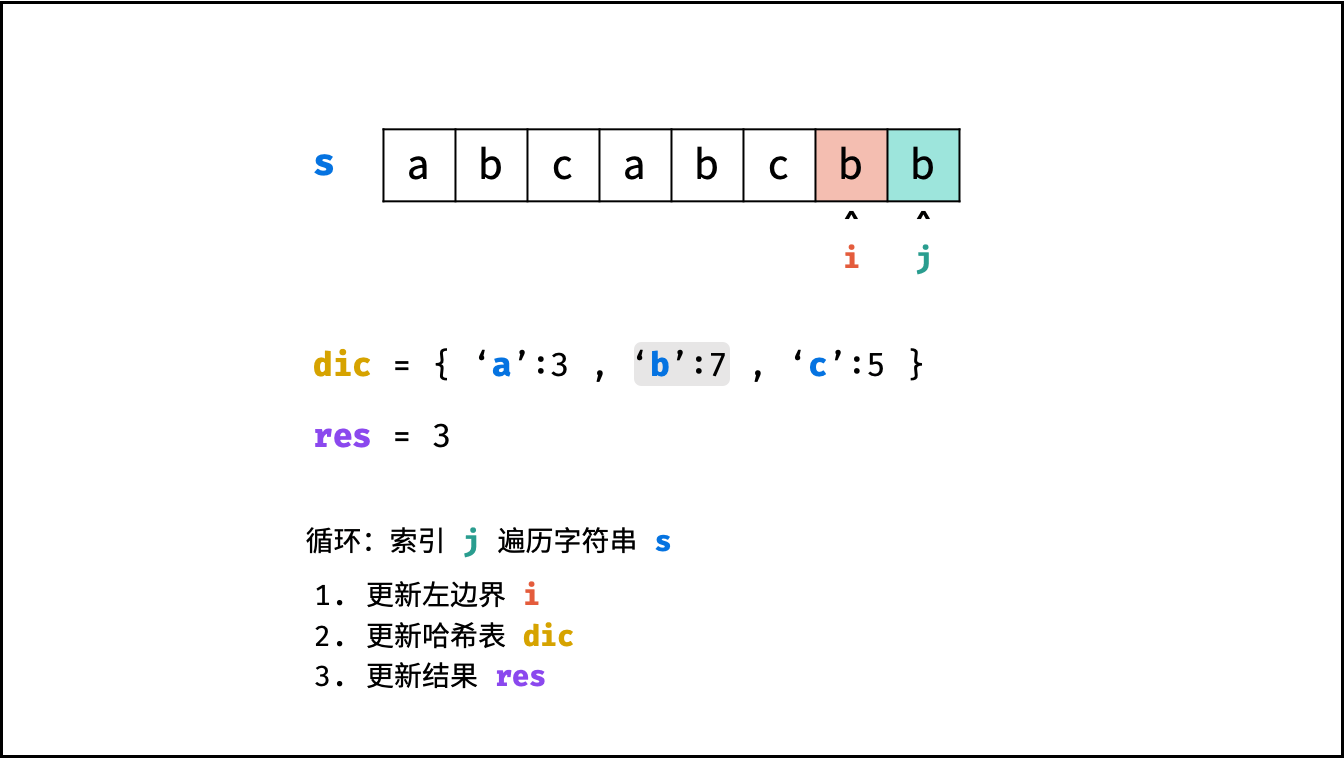 s a b c a b c b b
^ ^
i j
dic = { ‘a’:3 , ‘b’:7 , ‘c’:5 }
res = 3
循环：索引 j 遍历字符串 s
1. 更新左边界 i
2. 更新哈希表 dic
3. 更新结果 res